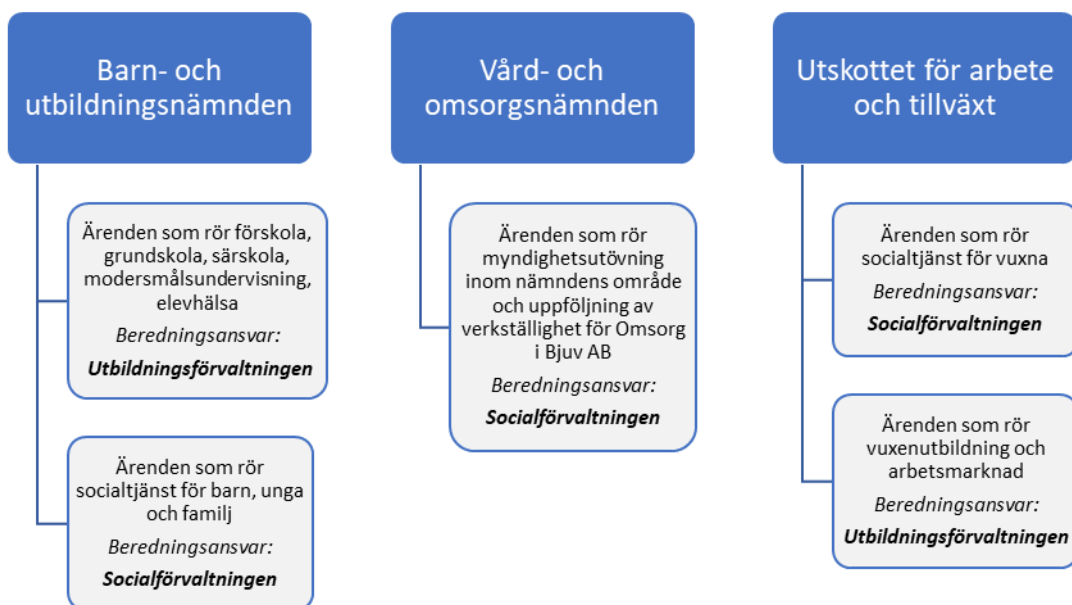 Barn- och
utbildningsnämnden
Ärenden som rör förskola,
grundskola, särskola,
modersmålsundervisning,
elevhälsa
Beredningsansvar:
Utbildningsförvaltningen
Ärenden som rör
socialtjänst för barn, unga
och familj
Beredningsansvar:
Socialförvaltningen
Vård- och
omsorgsnämnden
Ärenden som rör
myndighetsutövning
inom nämndens område
och uppföljning av
verkställighet för Omsorg
i Bjuv AB
Beredningsansvar:
Socialförvaltningen
Utskottet för arbete
och tillväxt
Ärenden som rör
socialtjänst för vuxna
Beredningsansvar:
Socialförvaltningen
Ärenden som rör
vuxenutbildning och
arbetsmarknad
Beredningsansvar:
Utbildningsförvaltningen